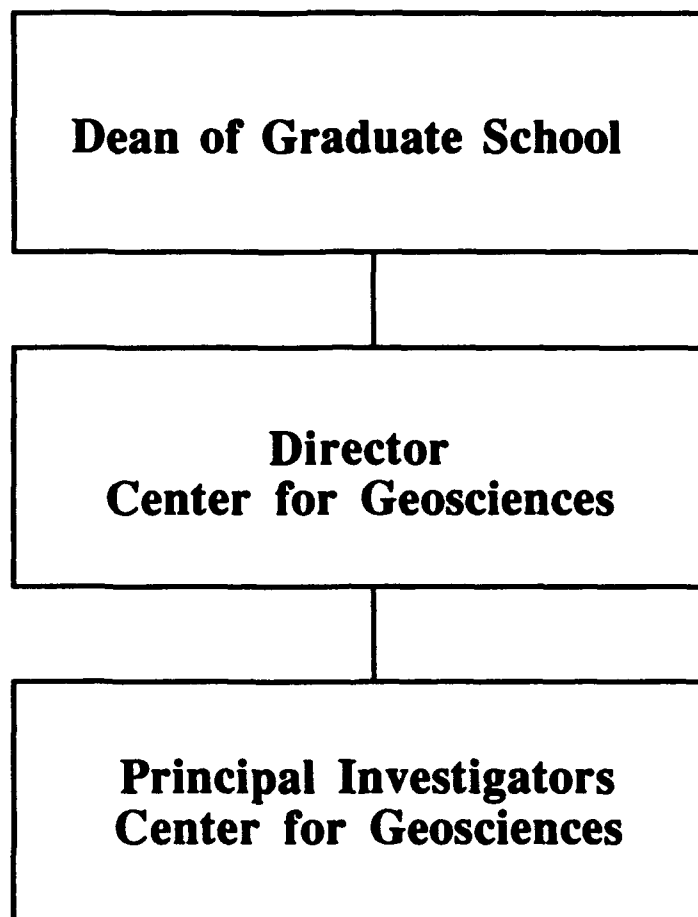 Dean of Graduate School
Director
Center for Geosciences
Principal Investigators
Center for Geosciences